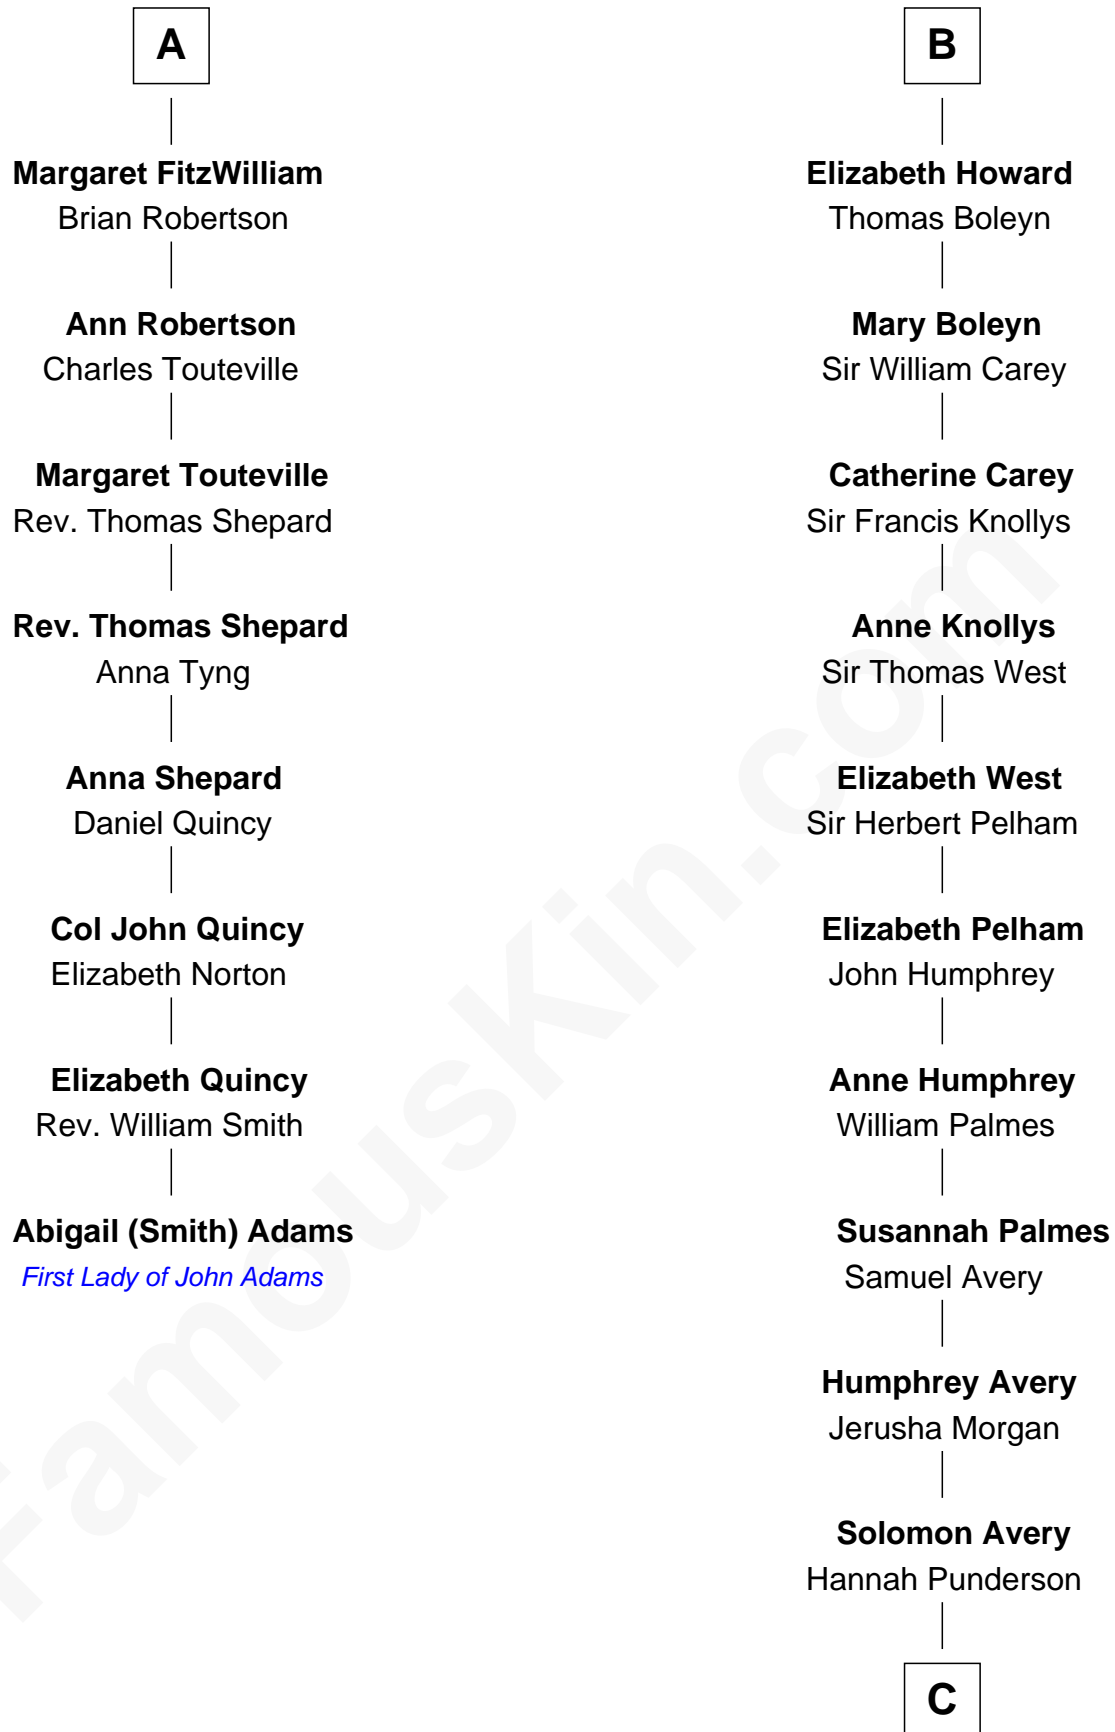 A
Margaret FitzWilliam
Brian Robertson
Ann Robertson
Charles Touteville
Margaret Touteville
Rev. Thomas Shepard
Rev. Thomas Shepard
Anna Tyng
Anna Shepard
Daniel Quincy
Col John Quincy
Elizabeth Norton
Elizabeth Quincy
Rev. William Smith
Abigail (Smith) Adams
First Lady of John Adams
B
Elizabeth Howard
Thomas Boleyn
Mary Boleyn
Sir William Carey
Catherine Carey
Sir Francis Knollys
Anne Knollys
Sir Thomas West
Elizabeth West
Sir Herbert Pelham
Elizabeth Pelham
John Humphrey
Anne Humphrey
William Palmes
Susannah Palmes
Samuel Avery
Humphrey Avery
Jerusha Morgan
Solomon Avery
Hannah Punderson
C
FamousKin.com